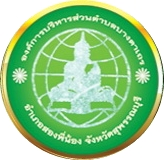 องค์การบริหารส่วนตำบลบางตาเถร
อำเภอสองพี่น้อง จังหวัดสุพรรณบุรี